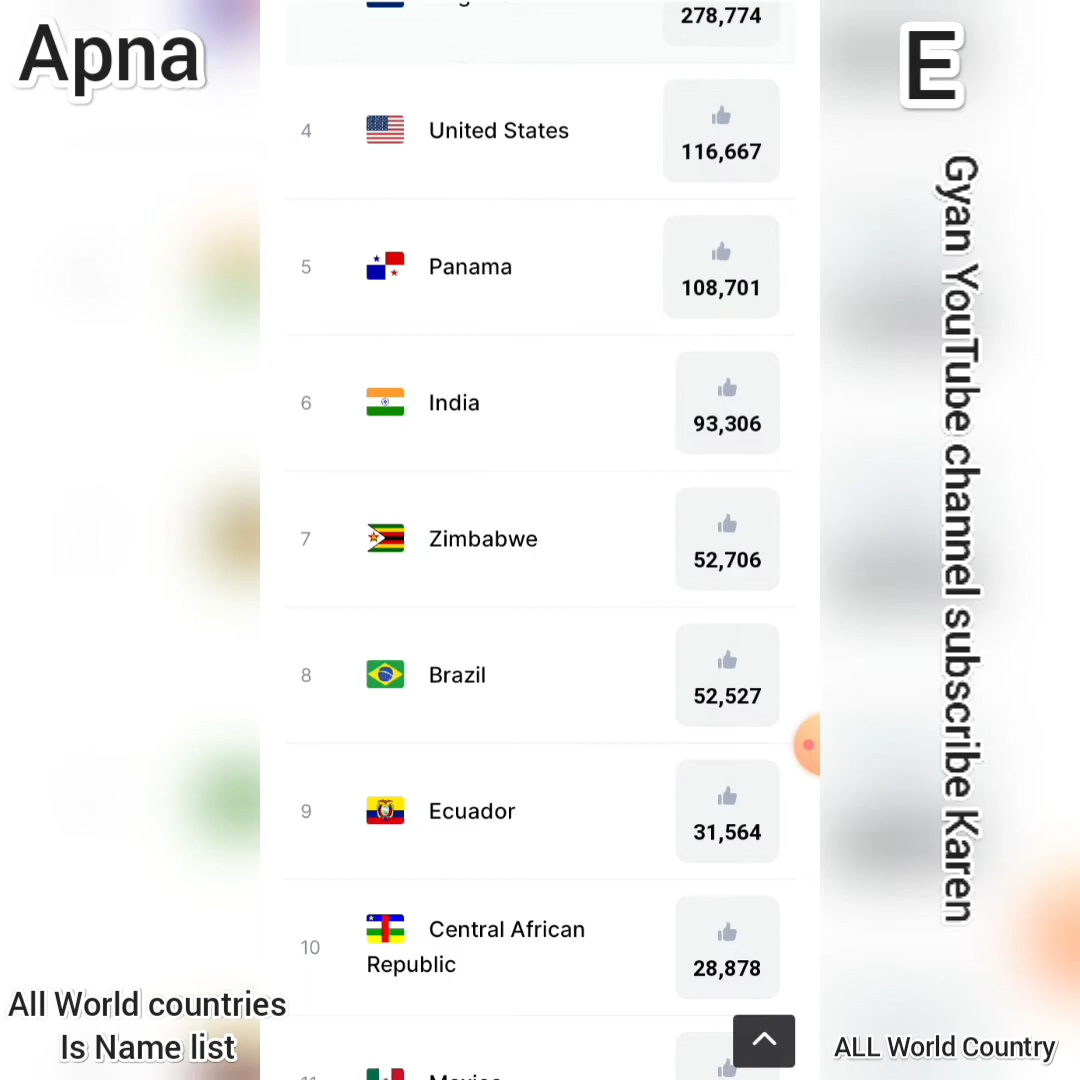 Apna
E
278,774
4 United States 116,667
5 Panama 108,701
6 India 93,306
7 Zimbabwe 52,706
8 Brazil 52,527
9 Ecuador 31,564
10 Central African
Republic 28,878
Gyan YouTube channel subscribe Karen
All World countries
Is Name list
ALL World Country